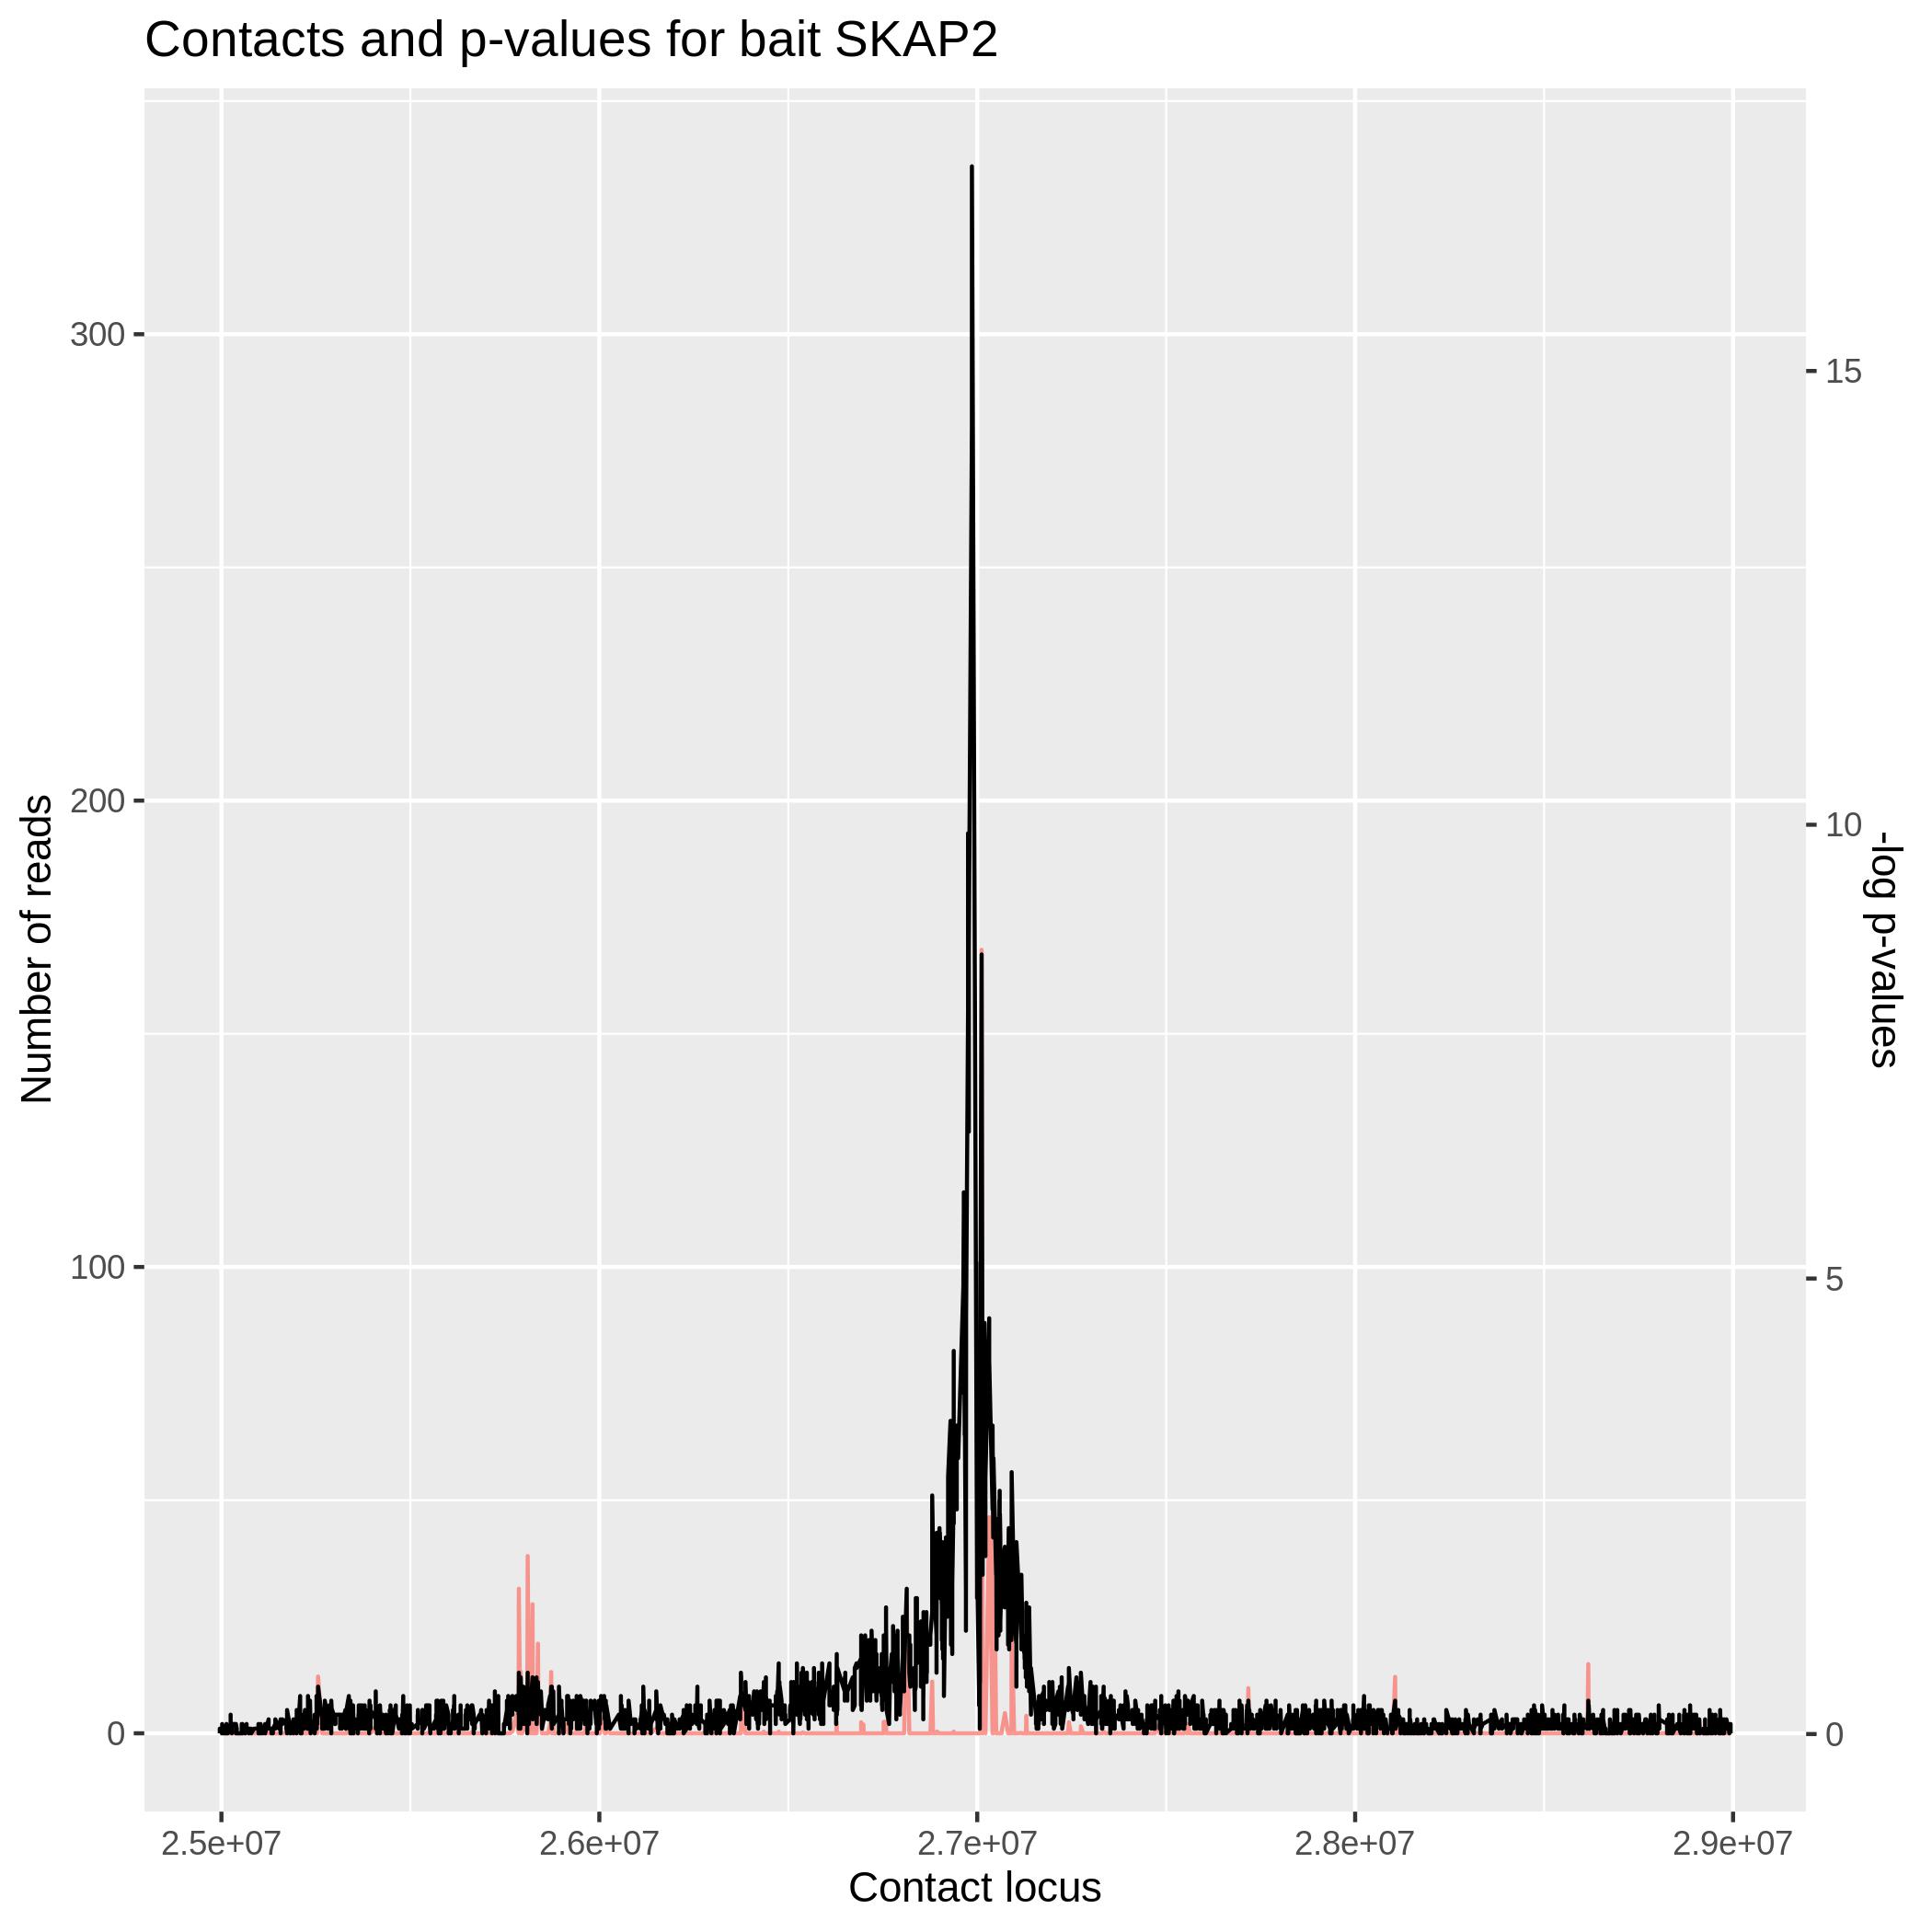 Contacts and p-values for bait SKAP2
300
200
100
0
Number of reads
15
10
5
0
-log p-values
2.5e+07
2.6e+07
2.7e+07
2.8e+07
2.9e+07
Contact locus